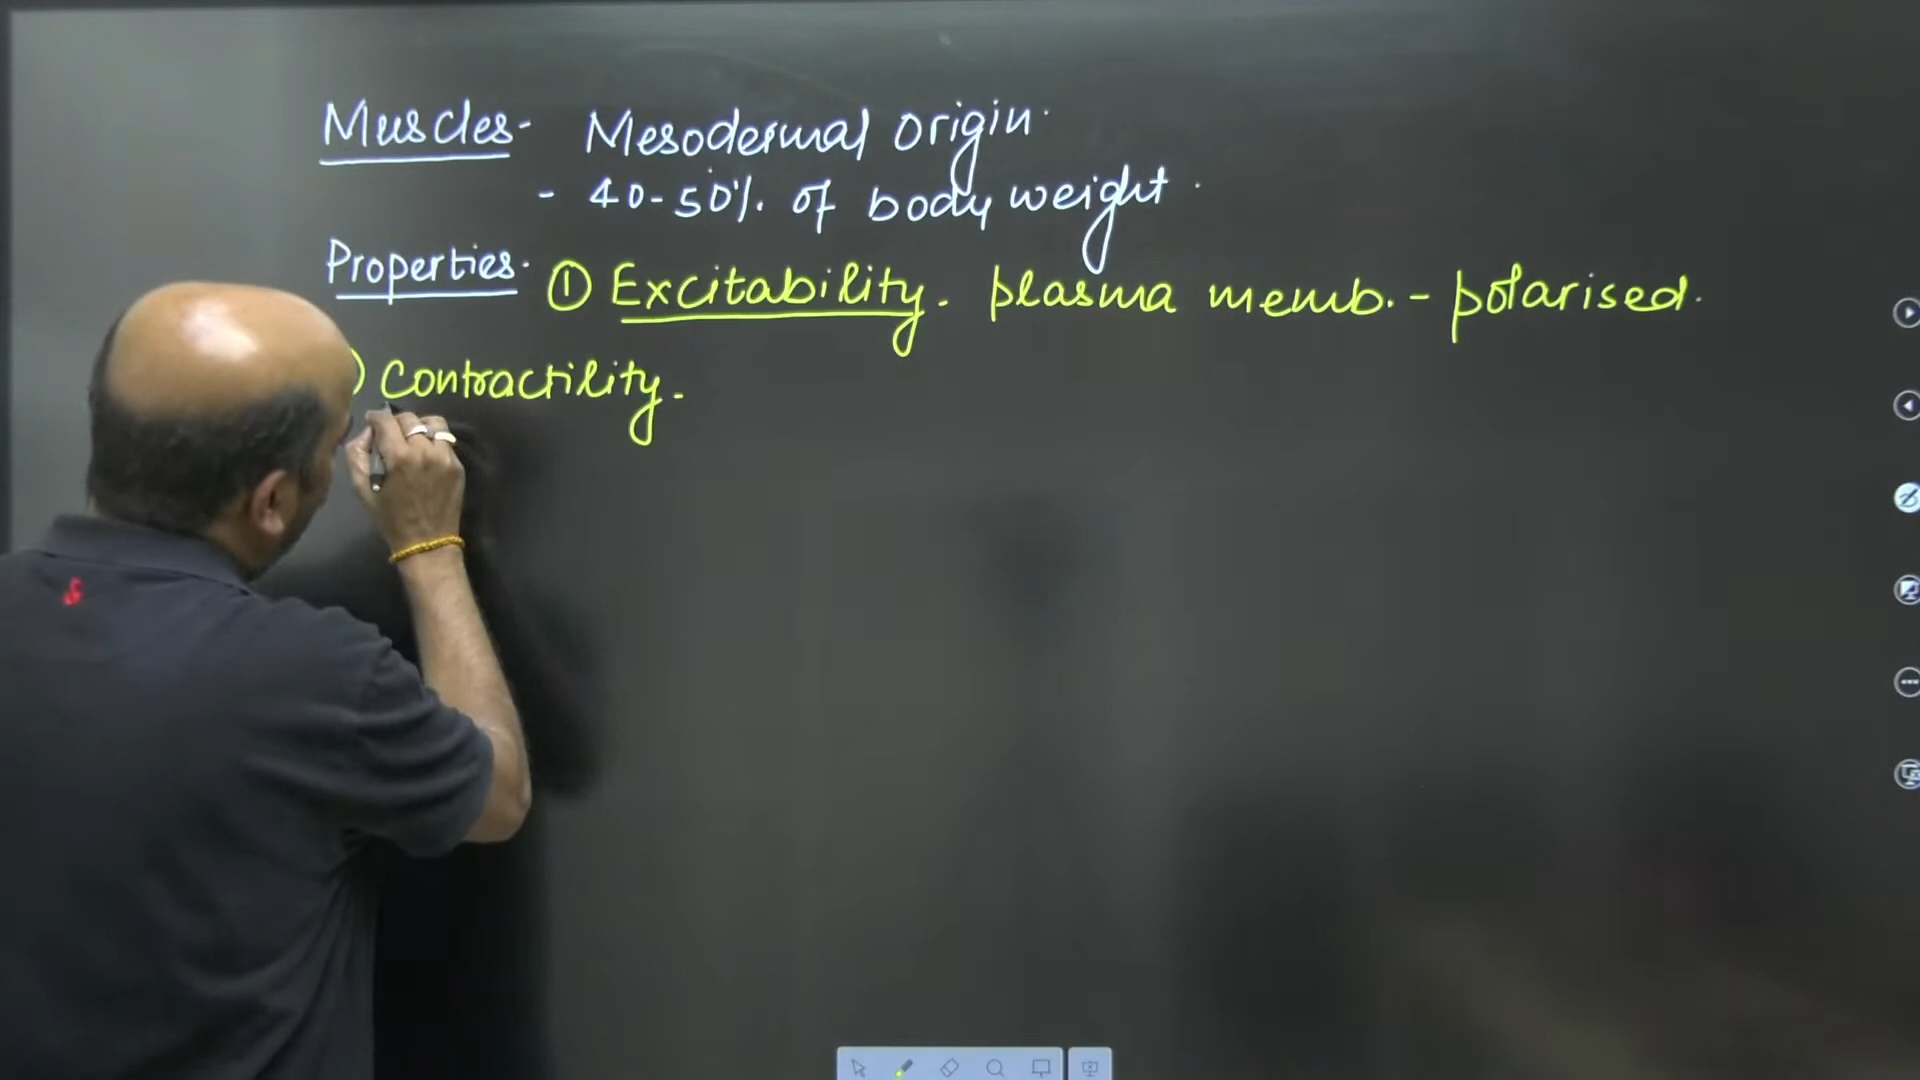 Muscles- Mesodermal origin.
- 40-50% of body weight.
Properties. ① Excitability. plasma memb. - polarised.
) Contractility.